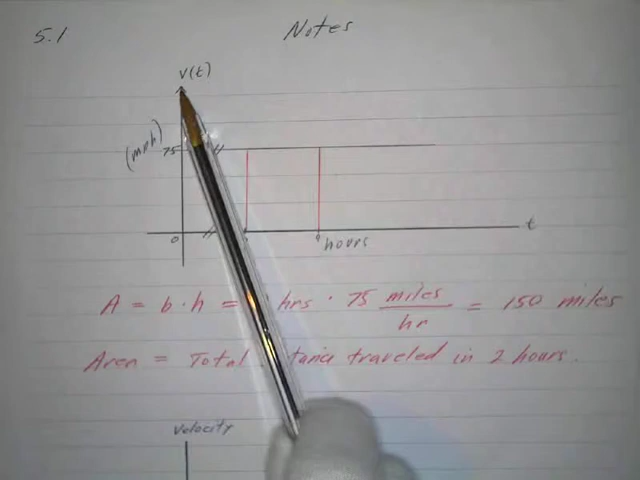 5.1 Notes
v(t)
(mph)
75
0 hours t
A = b · h = hrs · 75 miles/hr = 150 miles
Area = Total traveled in 2 hours.
velocity